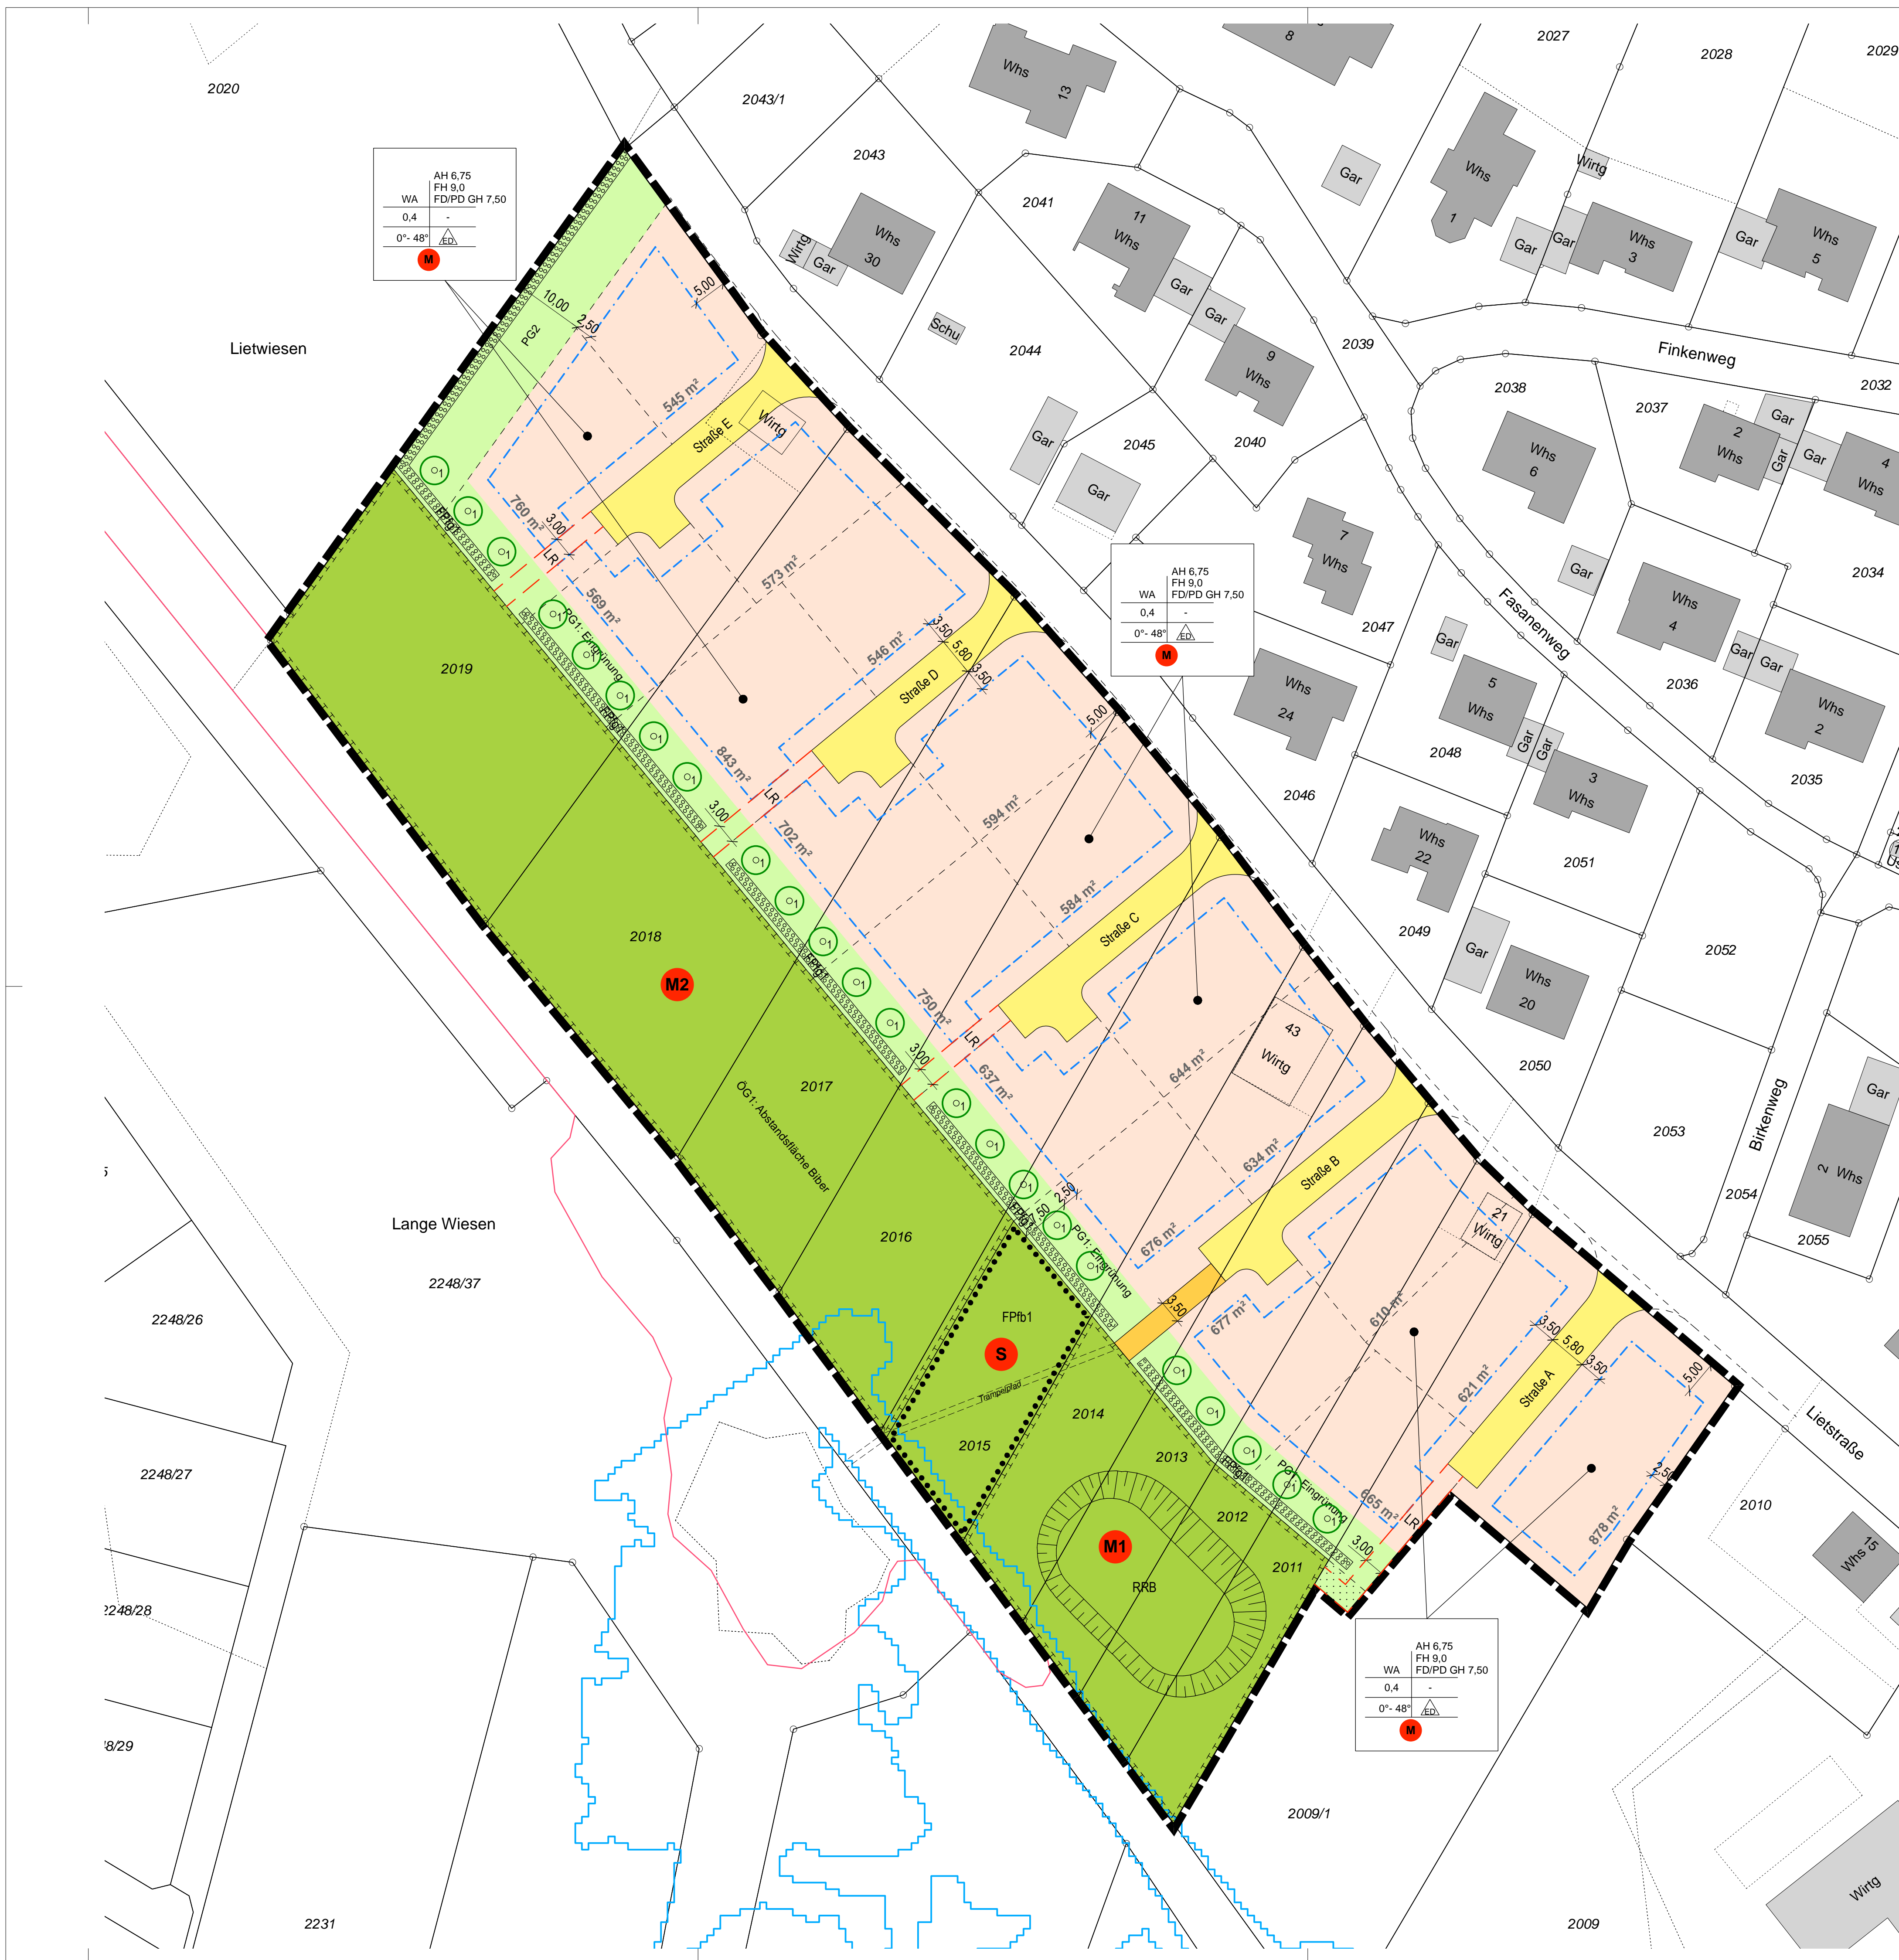 2020
2043/1
Whs
13
8
2027
2028
2029
AH 6,75
FH 9,0
WA
FD/PD GH 7,50
0,4
-
0°- 48°
ED
M
2043
2041
11
Whs
Gar
Whs
1
Wirtg
Gar
Gar
Whs
3
Gar
Whs
5
Wirtg
Gar
Whs
30
Gar
Gar
Schu
2044
9
Whs
2039
Finkenweg
2032
Lietwiesen
PG2
10,00
2,50
5,00
545 m²
Straße E
Wirtg
2038
2037
Gar
2
Whs
Gar
Gar
4
Whs
Gar
2045
2040
Gar
Whs
6
760 m²
3,00
LR
573 m²
569 m²
7
Whs
Gar
2034
AH 6,75
FH 9,0
WA
FD/PD GH 7,50
0,4
-
0°- 48°
ED
M
2047
Fasanenweg
Whs
4
Gar
Gar
Gar
PG1: Eingrünung
546 m²
3,50
5,80
3,50
Straße D
2019
Whs
24
5
Whs
2036
Whs
2
5,00
843 m²
LR
3,00
2048
Gar
Gar
3
Whs
2035
2046
594 m²
702 m²
Whs
22
2051
584 m²
Straße C
2018
M2
2049
Gar
Whs
20
2052
750 m²
LR
3,00
43
Wirtg
644 m²
637 m²
2050
2017
ÖG1: Abstandsfläche Biber
2053
Birkenweg
Gar
2
Whs
634 m²
Straße B
2054
2055
Lange Wiesen
2248/37
2016
2,50
7,50
PG1: Eingrünung
676 m²
21
Wirtg
FPfb1
S
Trampelpfad
3,50
677 m²
610 m²
3,50
5,80
3,50
5,00
621 m²
Straße A
2248/26
2014
2015
2013
Lietstraße
2248/27
2012
PG1: Eingrünung
665 m²
LR
3,00
2,50
878 m²
2010
Whs 15
M1
RRB
2011
2248/28
AH 6,75
FH 9,0
WA
FD/PD GH 7,50
0,4
-
0°- 48°
ED
M
8/29
2009/1
Wirtg
2231
2009